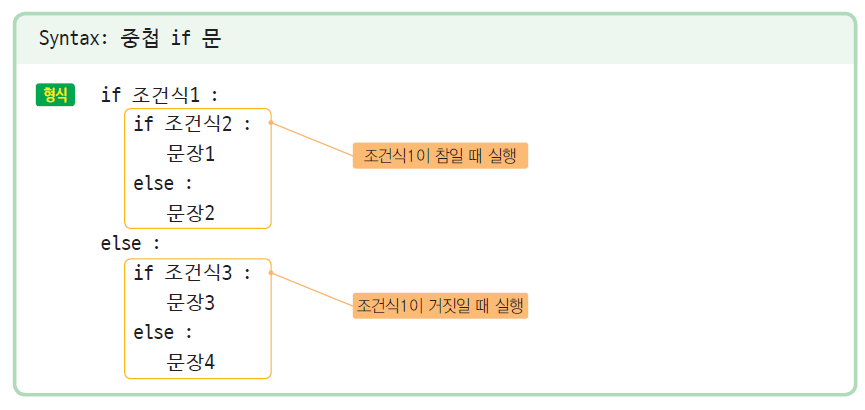 Syntax: 중첩 if 문
형식
if 조건식1 :
if 조건식2 :
문장1
조건식1이 참일 때 실행
else :
문장2
else :
if 조건식3 :
문장3
조건식1이 거짓일 때 실행
else :
문장4